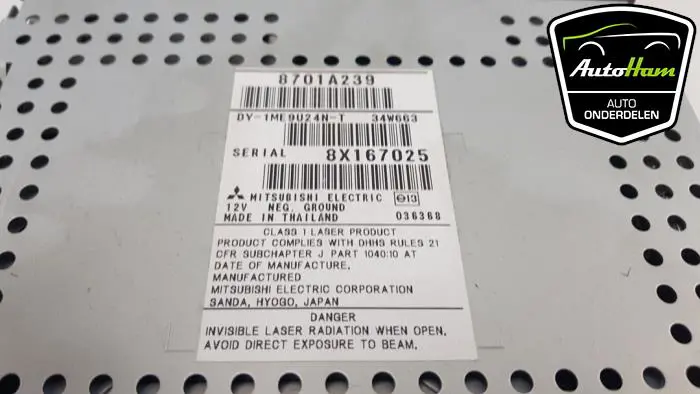 8701A239
DY-1ME9U24N-T 34W663
SERIAL 8X167025
MITSUBISHI ELECTRIC e13
12V NEG. GROUND
MADE IN THAILAND 036368
CLASS 1 LASER PRODUCT
PRODUCT COMPLIES WITH DHHS RULES 21
CFR SUBCHAPTER J PART 1040:10 AT
DATE OF MANUFACTURE.
MANUFACTURED
MITSUBISHI ELECTRIC CORPORATION
SANDA, HYOGO, JAPAN
DANGER
INVISIBLE LASER RADIATION WHEN OPEN.
AVOID DIRECT EXPOSURE TO BEAM.
AutoHam
AUTO
ONDERDELEN